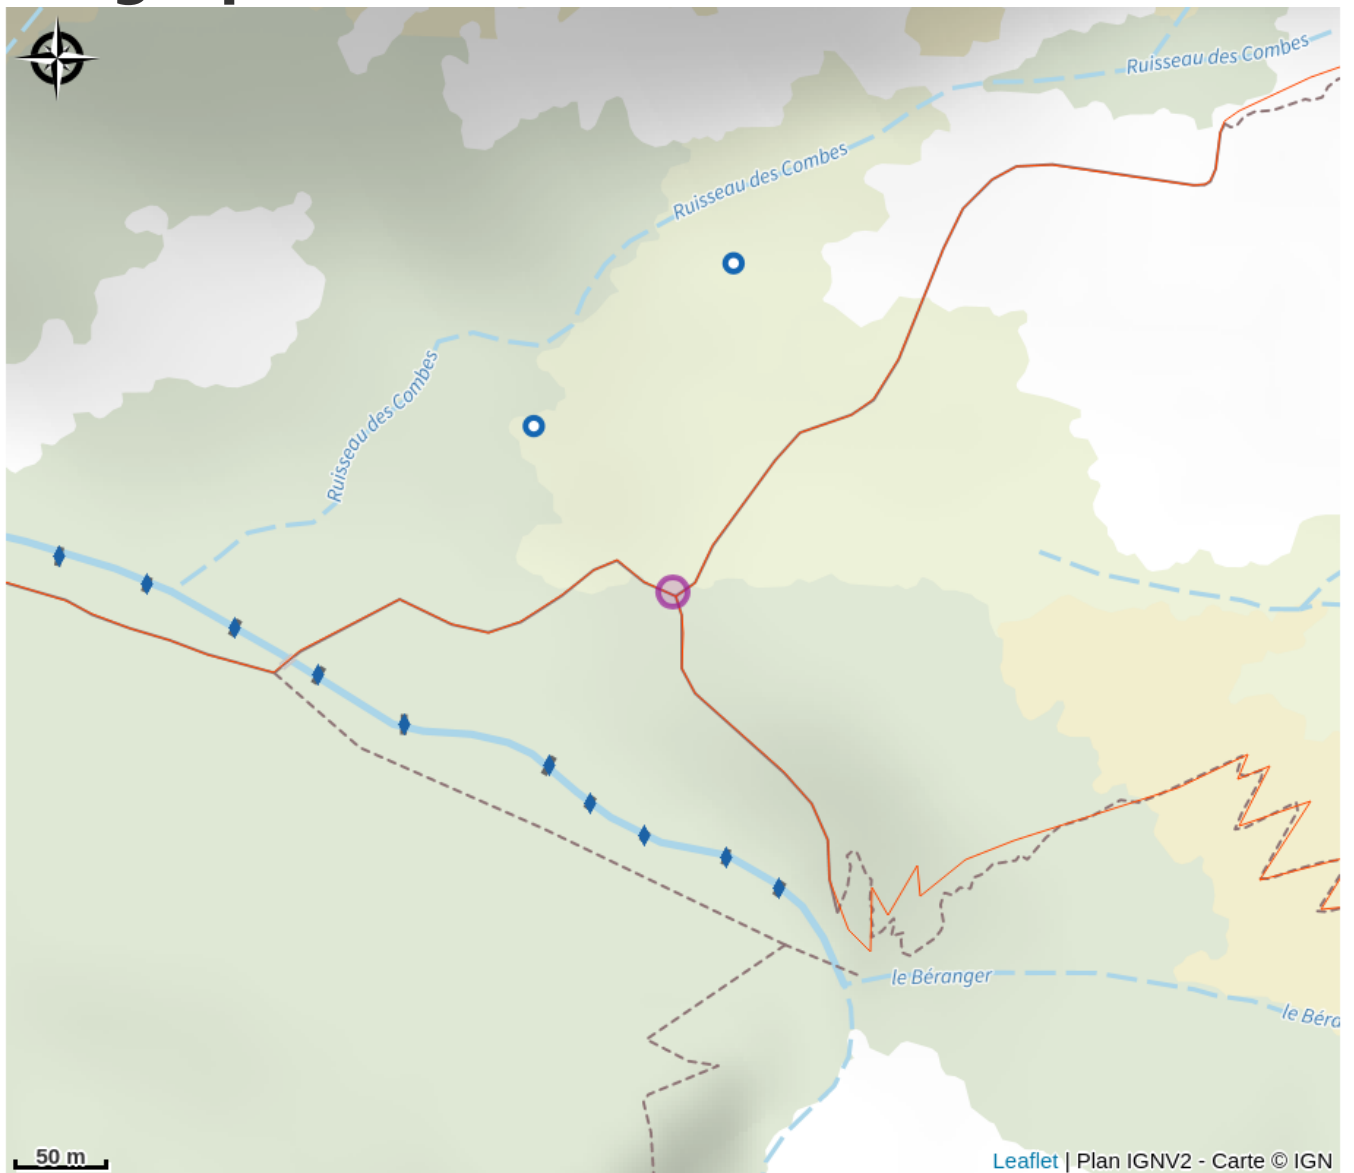 Ruisseau des Combes
Ruisseau des Combes
Ruisseau des Combes
le Béranger
le Béra
50 m
Leaflet | Plan IGNV2 - Carte © IGN